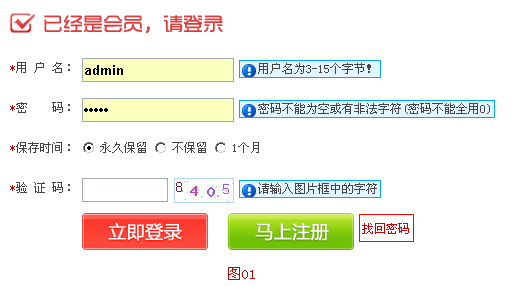 已经是会员，请登录
*用 户 名： admin 用户名为3-15个字节!
*密 码： ••••• 密码不能为空或有非法字符(密码不能全用0)
*保存时间： 永久保留 不保留 1个月
*验 证 码： 8405 请输入图片框中的字符
立即登录 马上注册 找回密码
图01